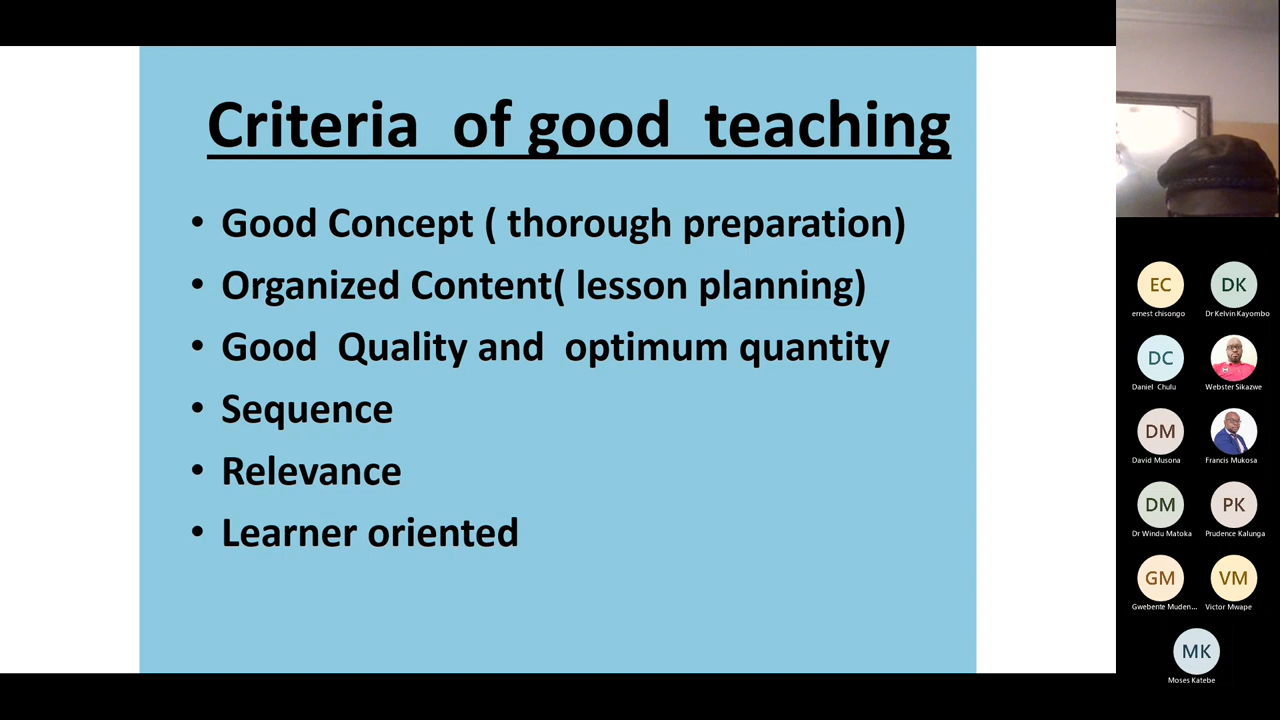 Criteria of good teaching
• Good Concept ( thorough preparation)
• Organized Content( lesson planning)
• Good Quality and optimum quantity
• Sequence
• Relevance
• Learner oriented
EC
ernest chisongo
DK
Dr Kelvin Kayombo
DC
Daniel Chulu
Webster Sikazwe
DM
David Musona
Francis Mukosa
DM
Dr Windu Matoka
PK
Prudence Kalunga
GM
Gwebente Muden...
VM
Victor Mwape
MK
Moses Katebe